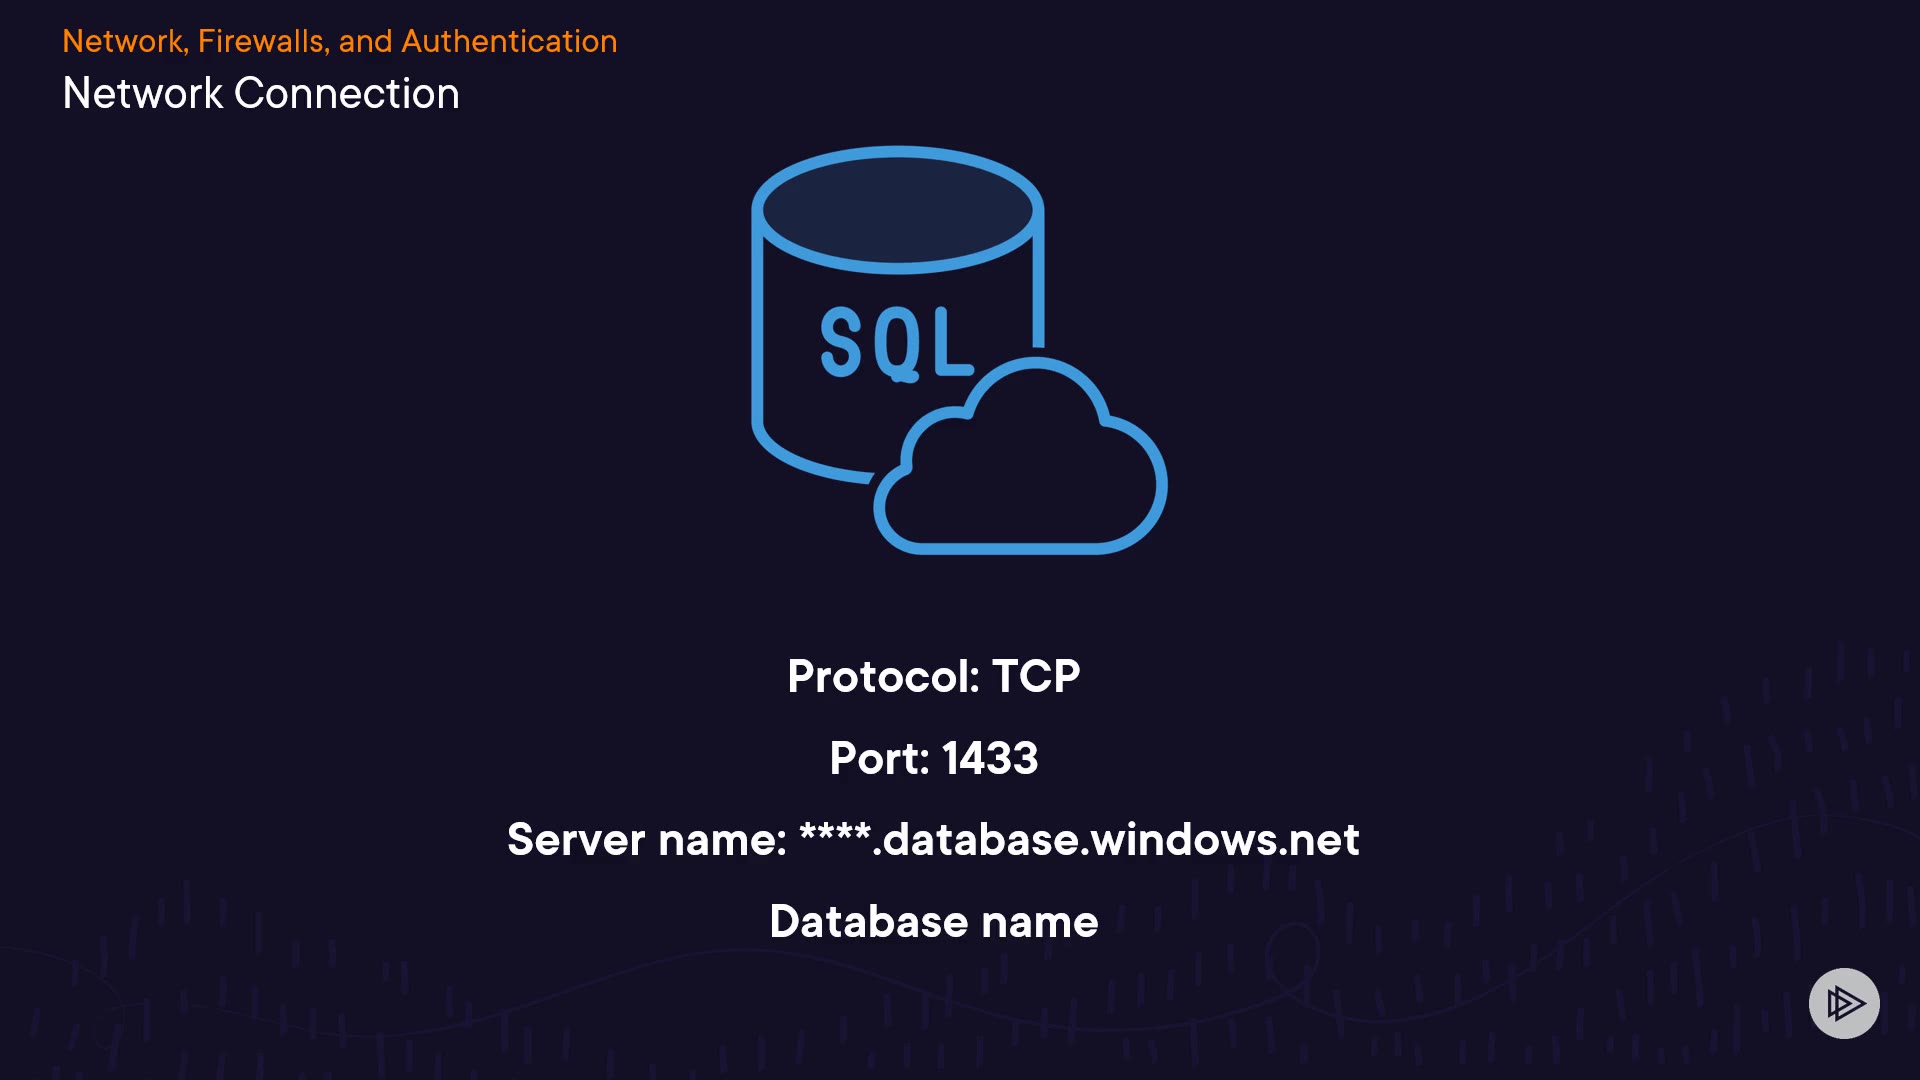 Network, Firewalls, and Authentication
Network Connection
SQL
Protocol: TCP
Port: 1433
Server name: ****.database.windows.net
Database name